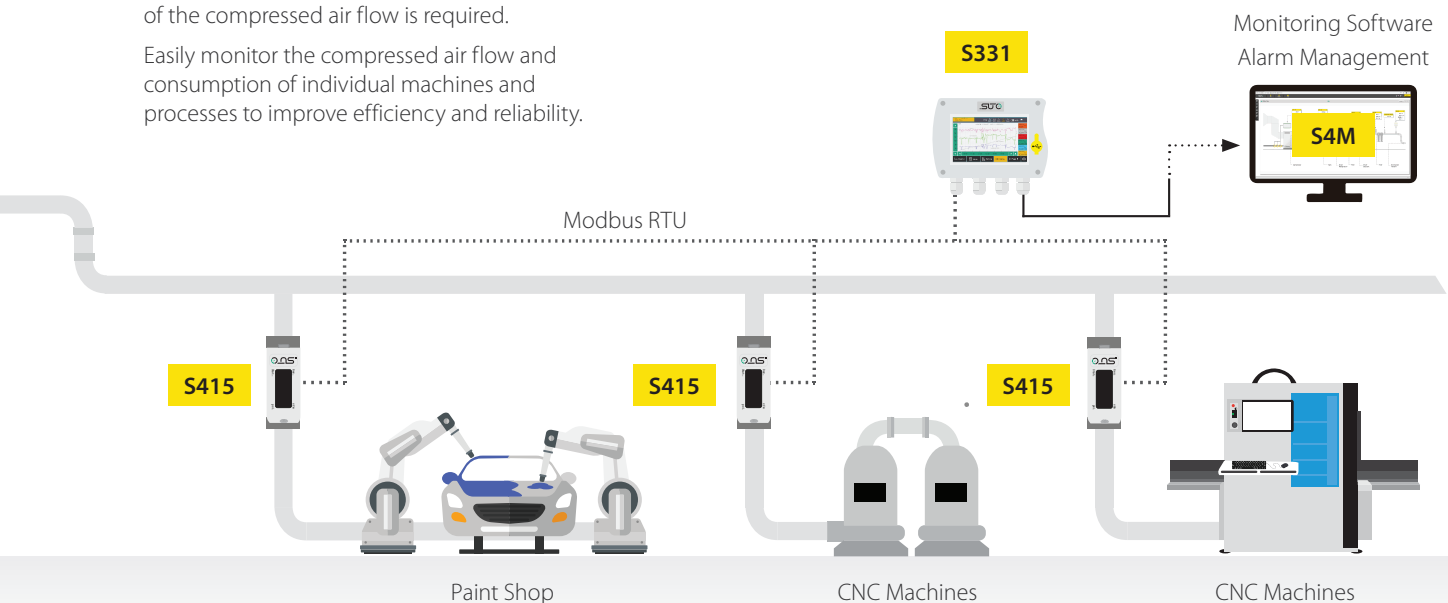 of the compressed air flow is required.
Easily monitor the compressed air flow and
consumption of individual machines and
processes to improve efficiency and reliability.
Monitoring Software
Alarm Management
S331
S4M
Modbus RTU
S415
S415
S415
Paint Shop
CNC Machines
CNC Machines